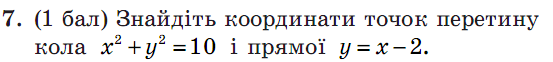 7. (1 бал) Знайдіть координати точок перетину
кола x² + y² = 10 і прямої y = x − 2.